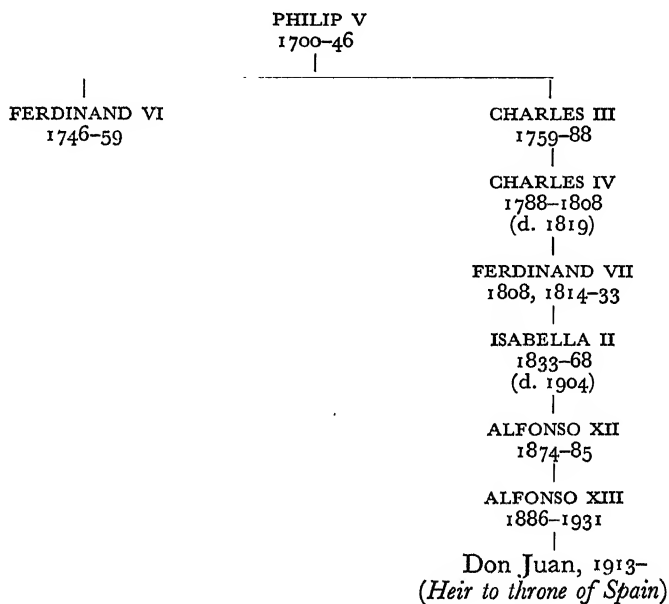 PHILIP V
1700–46
FERDINAND VI
1746–59
CHARLES III
1759–88
CHARLES IV
1788–1808
(d. 1819)
FERDINAND VII
1808, 1814–33
ISABELLA II
1833–68
(d. 1904)
ALFONSO XII
1874–85
ALFONSO XIII
1886–1931
Don Juan, 1913–
(Heir to throne of Spain)